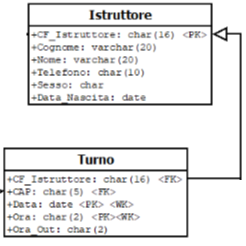 Istruttore
+CF_Istruttore: char(16) <PK>
+Cognome: varchar(20)
+Nome: varchar(20)
+Telefono: char(10)
+Sesso: char
+Data_Nascita: date
Turno
+CF_Istruttore: char(16) <FK>
+CAP: char(5) <FK>
+Data: date <PK> <WK>
+Ora: char(2) <PK><WK>
+Ora_Out: char(2)